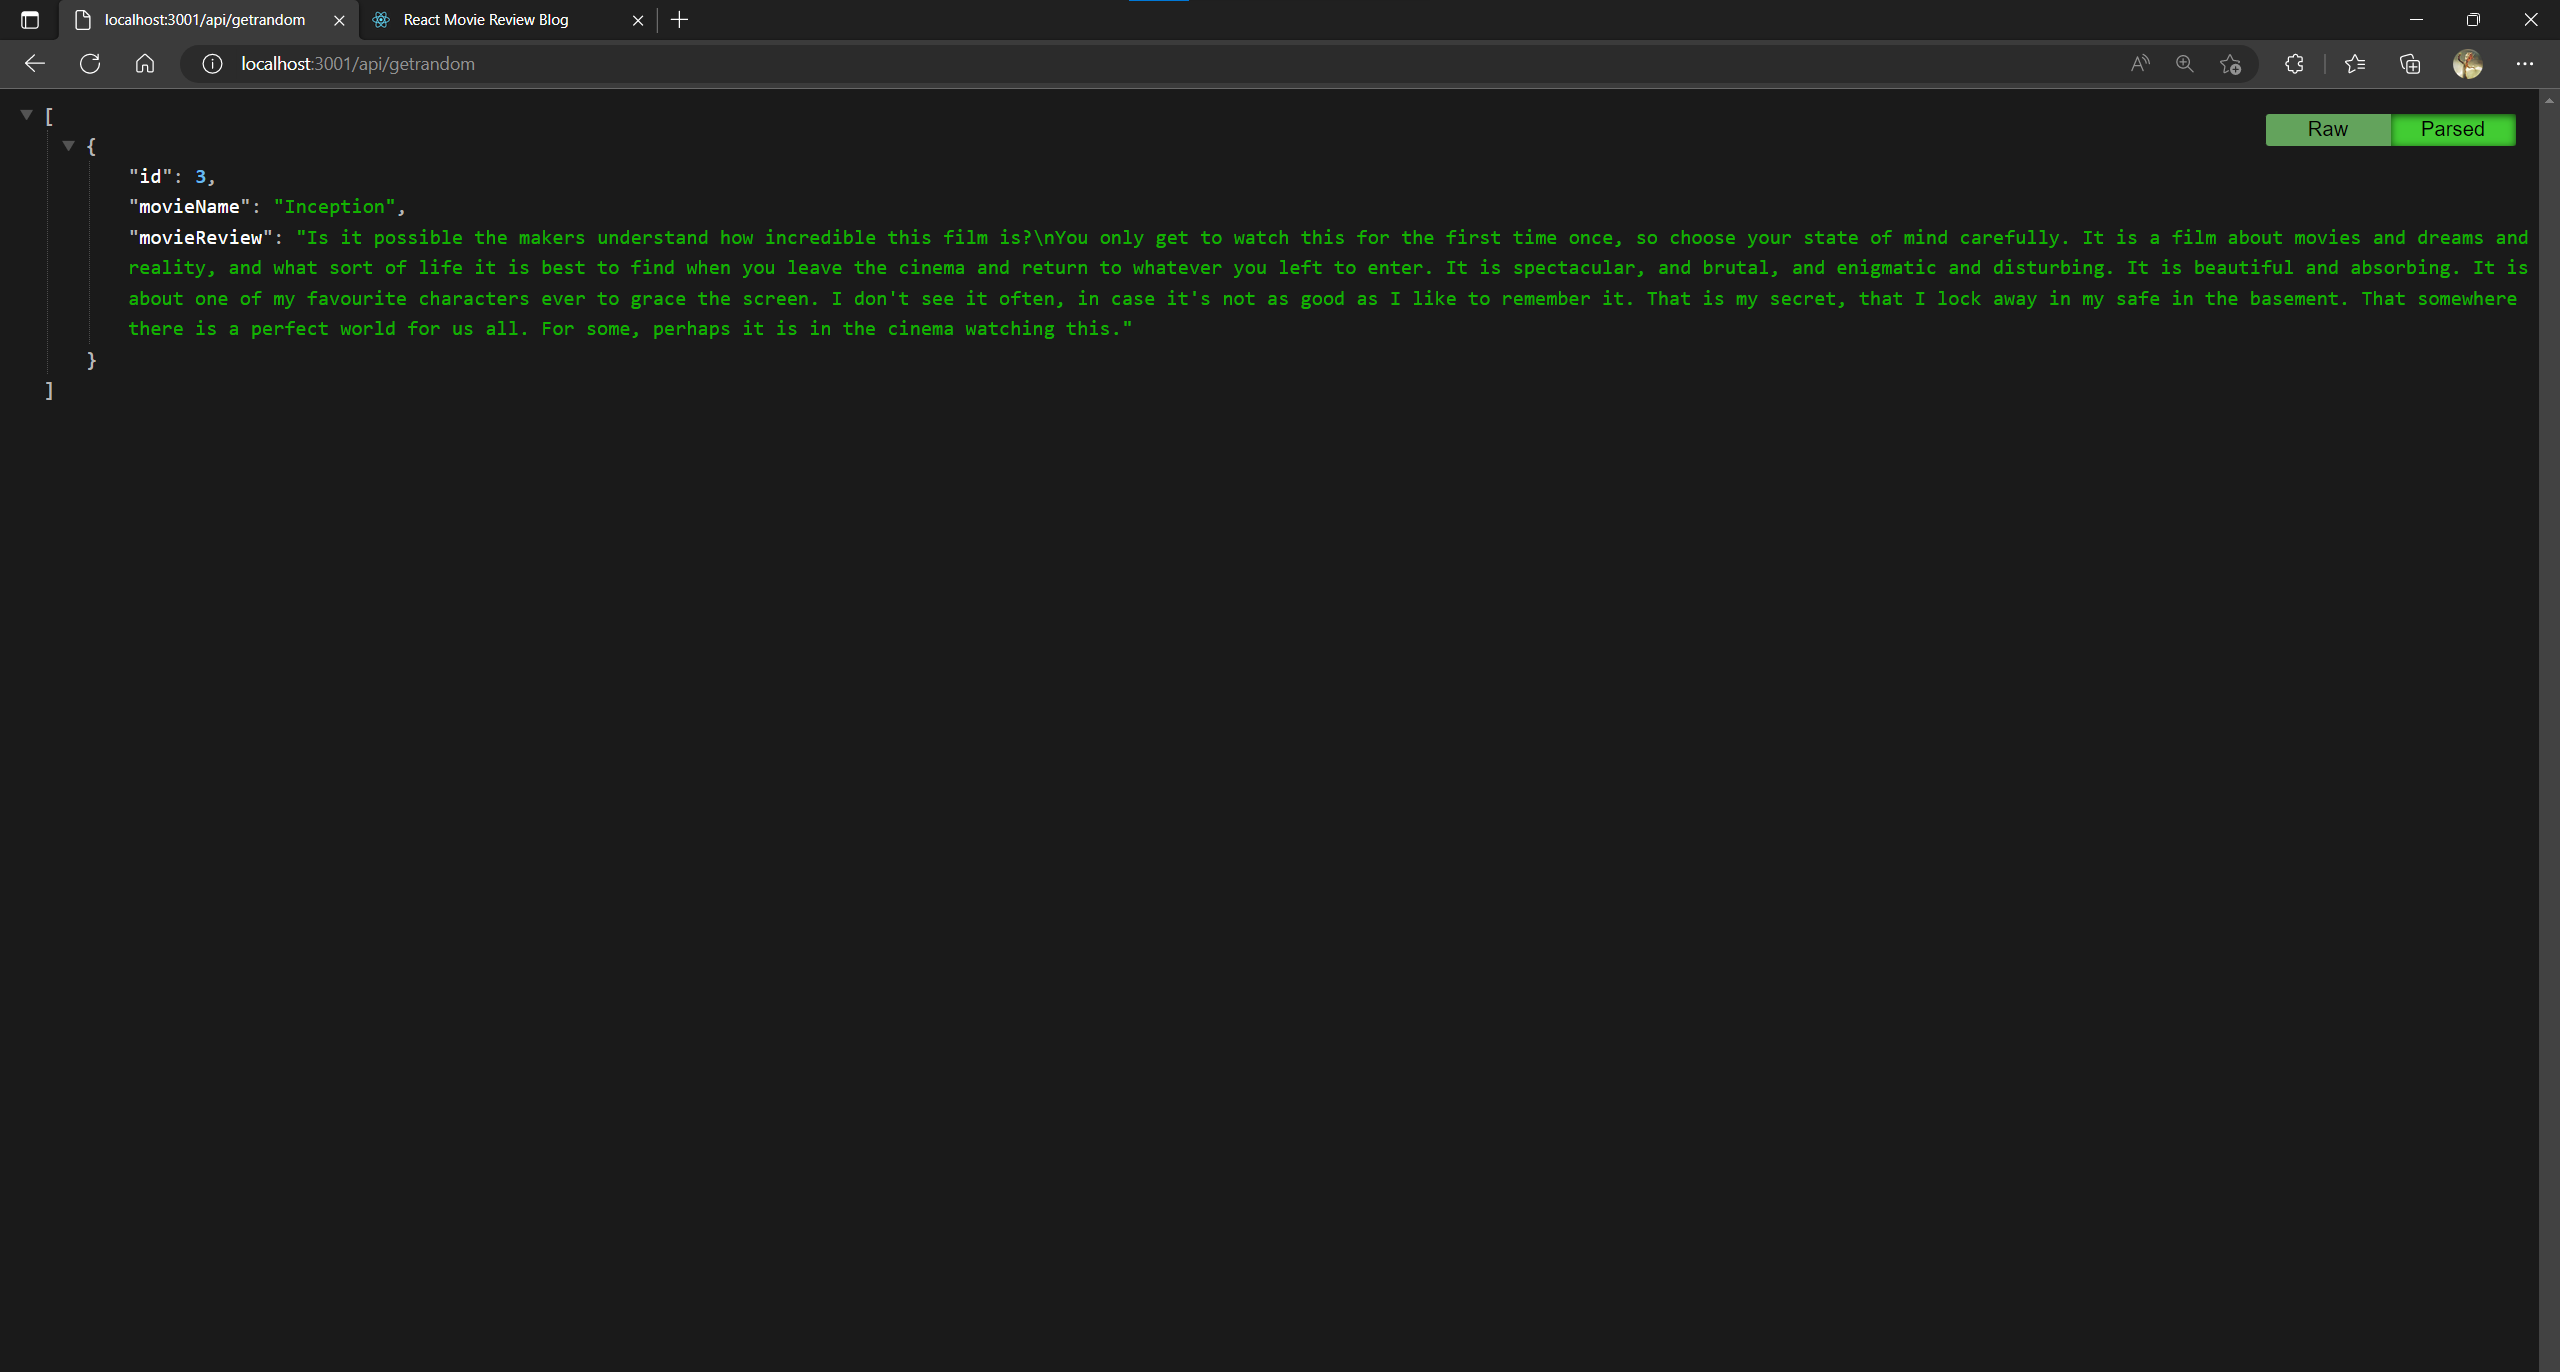 localhost:3001/api/getrandom
React Movie Review Blog
localhost:3001/api/getrandom
Raw
Parsed
[
{
"id": 3,
"movieName": "Inception",
"movieReview": "Is it possible the makers understand how incredible this film is?\nYou only get to watch this for the first time once, so choose your state of mind carefully. It is a film about movies and dreams and
reality, and what sort of life it is best to find when you leave the cinema and return to whatever you left to enter. It is spectacular, and brutal, and enigmatic and disturbing. It is beautiful and absorbing. It is
about one of my favourite characters ever to grace the screen. I don't see it often, in case it's not as good as I like to remember it. That is my secret, that I lock away in my safe in the basement. That somewhere
there is a perfect world for us all. For some, perhaps it is in the cinema watching this."
}
]